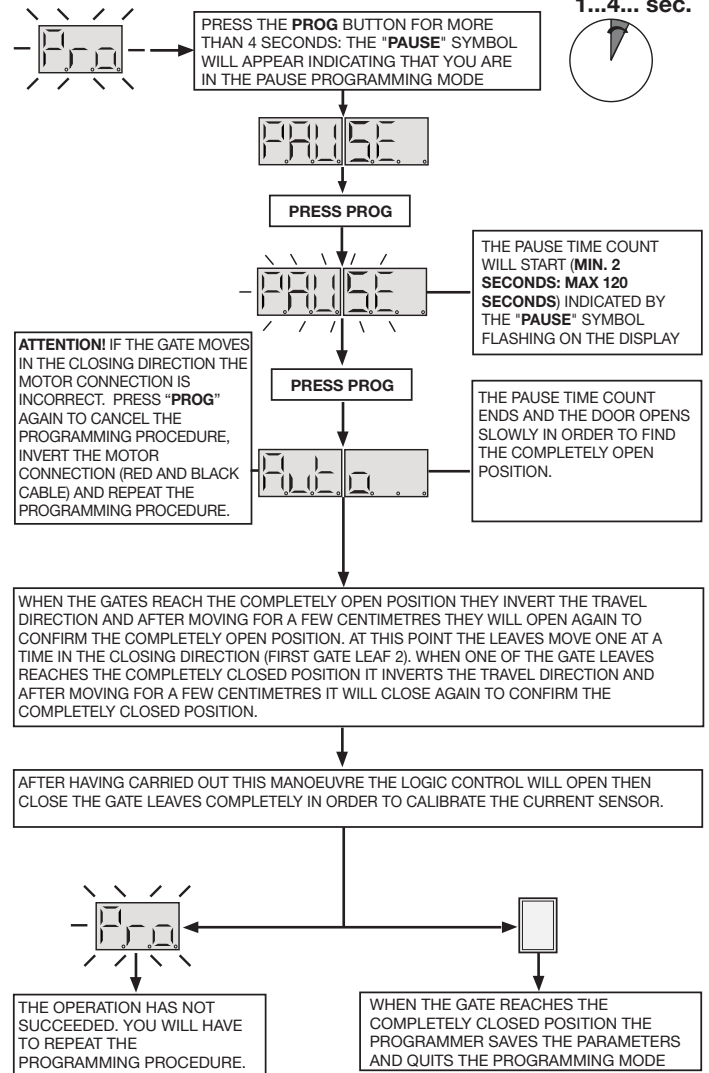 1...4... sec.
Pro
PRESS THE PROG BUTTON FOR MORE
THAN 4 SECONDS: THE "PAUSE" SYMBOL
WILL APPEAR INDICATING THAT YOU ARE
IN THE PAUSE PROGRAMMING MODE
PAUSE
PRESS PROG
PAUSE
THE PAUSE TIME COUNT
WILL START (MIN. 2
SECONDS: MAX 120
SECONDS) INDICATED BY
THE "PAUSE" SYMBOL
FLASHING ON THE DISPLAY
ATTENTION! IF THE GATE MOVES
IN THE CLOSING DIRECTION THE
MOTOR CONNECTION IS
INCORRECT. PRESS “PROG”
AGAIN TO CANCEL THE
PROGRAMMING PROCEDURE,
INVERT THE MOTOR
CONNECTION (RED AND BLACK
CABLE) AND REPEAT THE
PROGRAMMING PROCEDURE.
PRESS PROG
Auto
THE PAUSE TIME COUNT
ENDS AND THE DOOR OPENS
SLOWLY IN ORDER TO FIND
THE COMPLETELY OPEN
POSITION.
WHEN THE GATES REACH THE COMPLETELY OPEN POSITION THEY INVERT THE TRAVEL
DIRECTION AND AFTER MOVING FOR A FEW CENTIMETRES THEY WILL OPEN AGAIN TO
CONFIRM THE COMPLETELY OPEN POSITION. AT THIS POINT THE LEAVES MOVE ONE AT A
TIME IN THE CLOSING DIRECTION (FIRST GATE LEAF 2). WHEN ONE OF THE GATE LEAVES
REACHES THE COMPLETELY CLOSED POSITION IT INVERTS THE TRAVEL DIRECTION AND
AFTER MOVING FOR A FEW CENTIMETRES IT WILL CLOSE AGAIN TO CONFIRM THE
COMPLETELY CLOSED POSITION.
AFTER HAVING CARRIED OUT THIS MANOEUVRE THE LOGIC CONTROL WILL OPEN THEN
CLOSE THE GATE LEAVES COMPLETELY IN ORDER TO CALIBRATE THE CURRENT SENSOR.
Pro
THE OPERATION HAS NOT
SUCCEEDED. YOU WILL HAVE
TO REPEAT THE
PROGRAMMING PROCEDURE.
WHEN THE GATE REACHES THE
COMPLETELY CLOSED POSITION THE
PROGRAMMER SAVES THE PARAMETERS
AND QUITS THE PROGRAMMING MODE